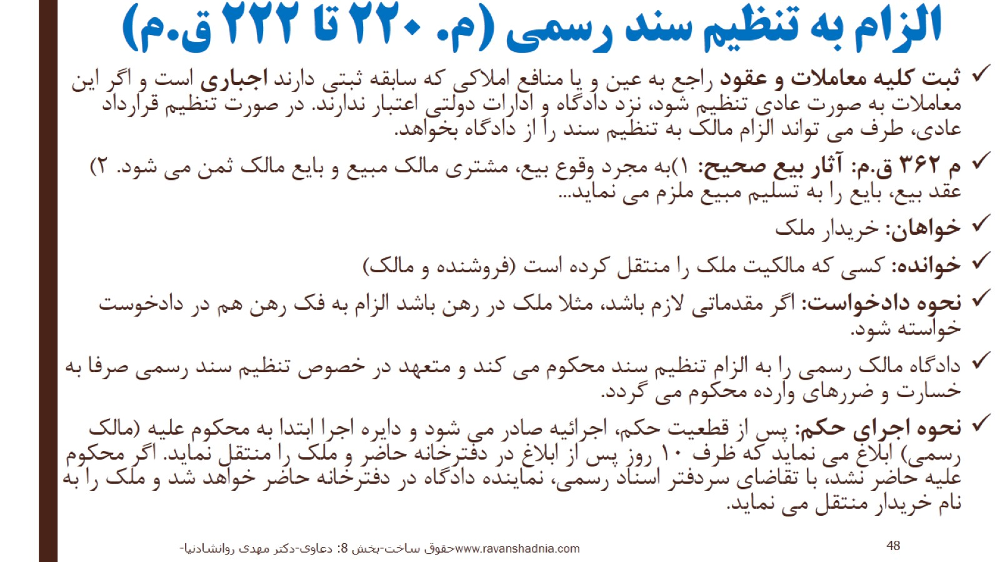 الزام به تنظیم سند رسمی (م. ۲۲۰ تا ۲۲۲ ق.م)
✓ ثبت کلیه معاملات و عقود راجع به عین و یا منافع املاکی که سابقه ثبتی دارند اجباری است و اگر این
معاملات به صورت عادی تنظیم شود، نزد دادگاه و ادارات دولتی اعتبار ندارند. در صورت تنظیم قرارداد
عادی، طرف می تواند الزام مالک به تنظیم سند را از دادگاه بخواهد.
✓ م ۳۶۲ ق.م: آثار بیع صحیح: ۱)به مجرد وقوع بیع، مشتری مالک مبیع و بایع مالک ثمن می شود. ۲)
عقد بیع، بایع را به تسلیم مبیع ملزم می نماید...
✓ خواهان: خریدار ملک
✓ خوانده: کسی که مالکیت ملک را منتقل کرده است (فروشنده و مالک)
✓ نحوه دادخواست: اگر مقدماتی لازم باشد، مثلا ملک در رهن باشد الزام به فک رهن هم در دادخوست
خواسته شود.
✓ دادگاه مالک رسمی را به الزام تنظیم سند محکوم می کند و متعهد در خصوص تنظیم سند رسمی صرفا به
خسارت و ضررهای وارده محکوم می گردد.
✓ نحوه اجرای حکم: پس از قطعیت حکم، اجرائیه صادر می شود و دایره اجرا ابتدا به محکوم علیه (مالک
رسمی) ابلاغ می نماید که ظرف ۱۰ روز پس از ابلاغ در دفترخانه حاضر و ملک را منتقل نماید. اگر محکوم
علیه حاضر نشد، با تقاضای سردفتر اسناد رسمی، نماینده دادگاه در دفترخانه حاضر خواهد شد و ملک را به
نام خریدار منتقل می نماید.
48
www.ravanshadnia.comحقوق ساخت-بخش 8: دعاوی-دکتر مهدی روانشادنیا-